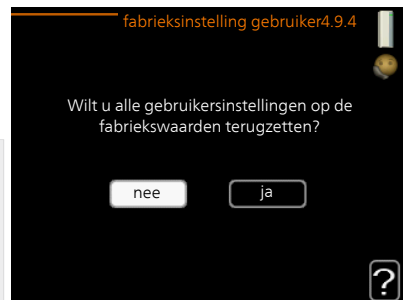 fabrieksinstelling gebruiker4.9.4
Wilt u alle gebruikersinstellingen op de
fabriekswaarden terugzetten?
nee ja
?